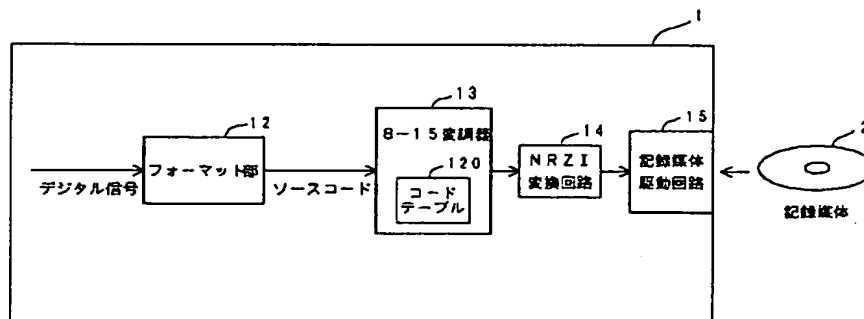 1
12
フォーマット部
デジタル信号
ソースコード
13
8-15変調器
120
コード
テーブル
14
NRZI
変換回路
15
記録媒体
駆動回路
2
記録媒体